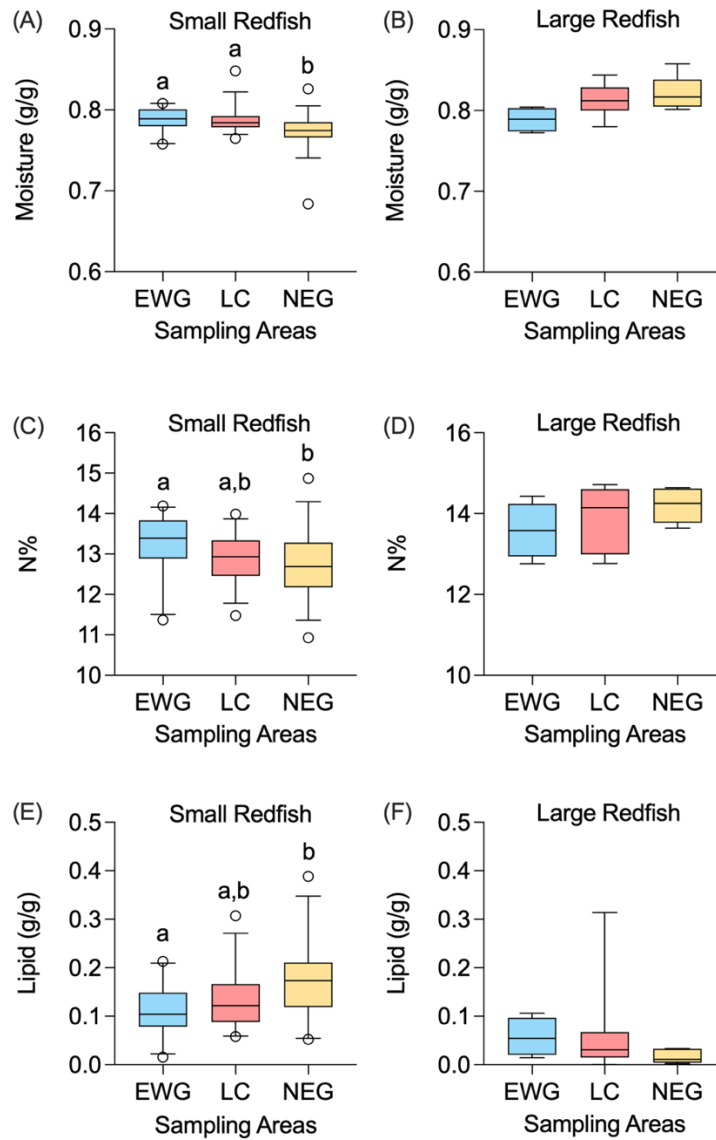 (A)
Small Redfish
0.9
0.8
0.7
0.6
Moisture (g/g)
a
a
b
EWG LC NEG
Sampling Areas
(B)
Large Redfish
0.9
0.8
0.7
0.6
Moisture (g/g)
EWG LC NEG
Sampling Areas
(C)
Small Redfish
16
15
14
13
12
11
10
N%
a
a,b
b
EWG LC NEG
Sampling Areas
(D)
Large Redfish
16
14
12
10
N%
EWG LC NEG
Sampling Areas
(E)
Small Redfish
0.5
0.4
0.3
0.2
0.1
0.0
Lipid (g/g)
a
a,b
b
EWG LC NEG
Sampling Areas
(F)
Large Redfish
0.5
0.4
0.3
0.2
0.1
0.0
Lipid (g/g)
EWG LC NEG
Sampling Areas